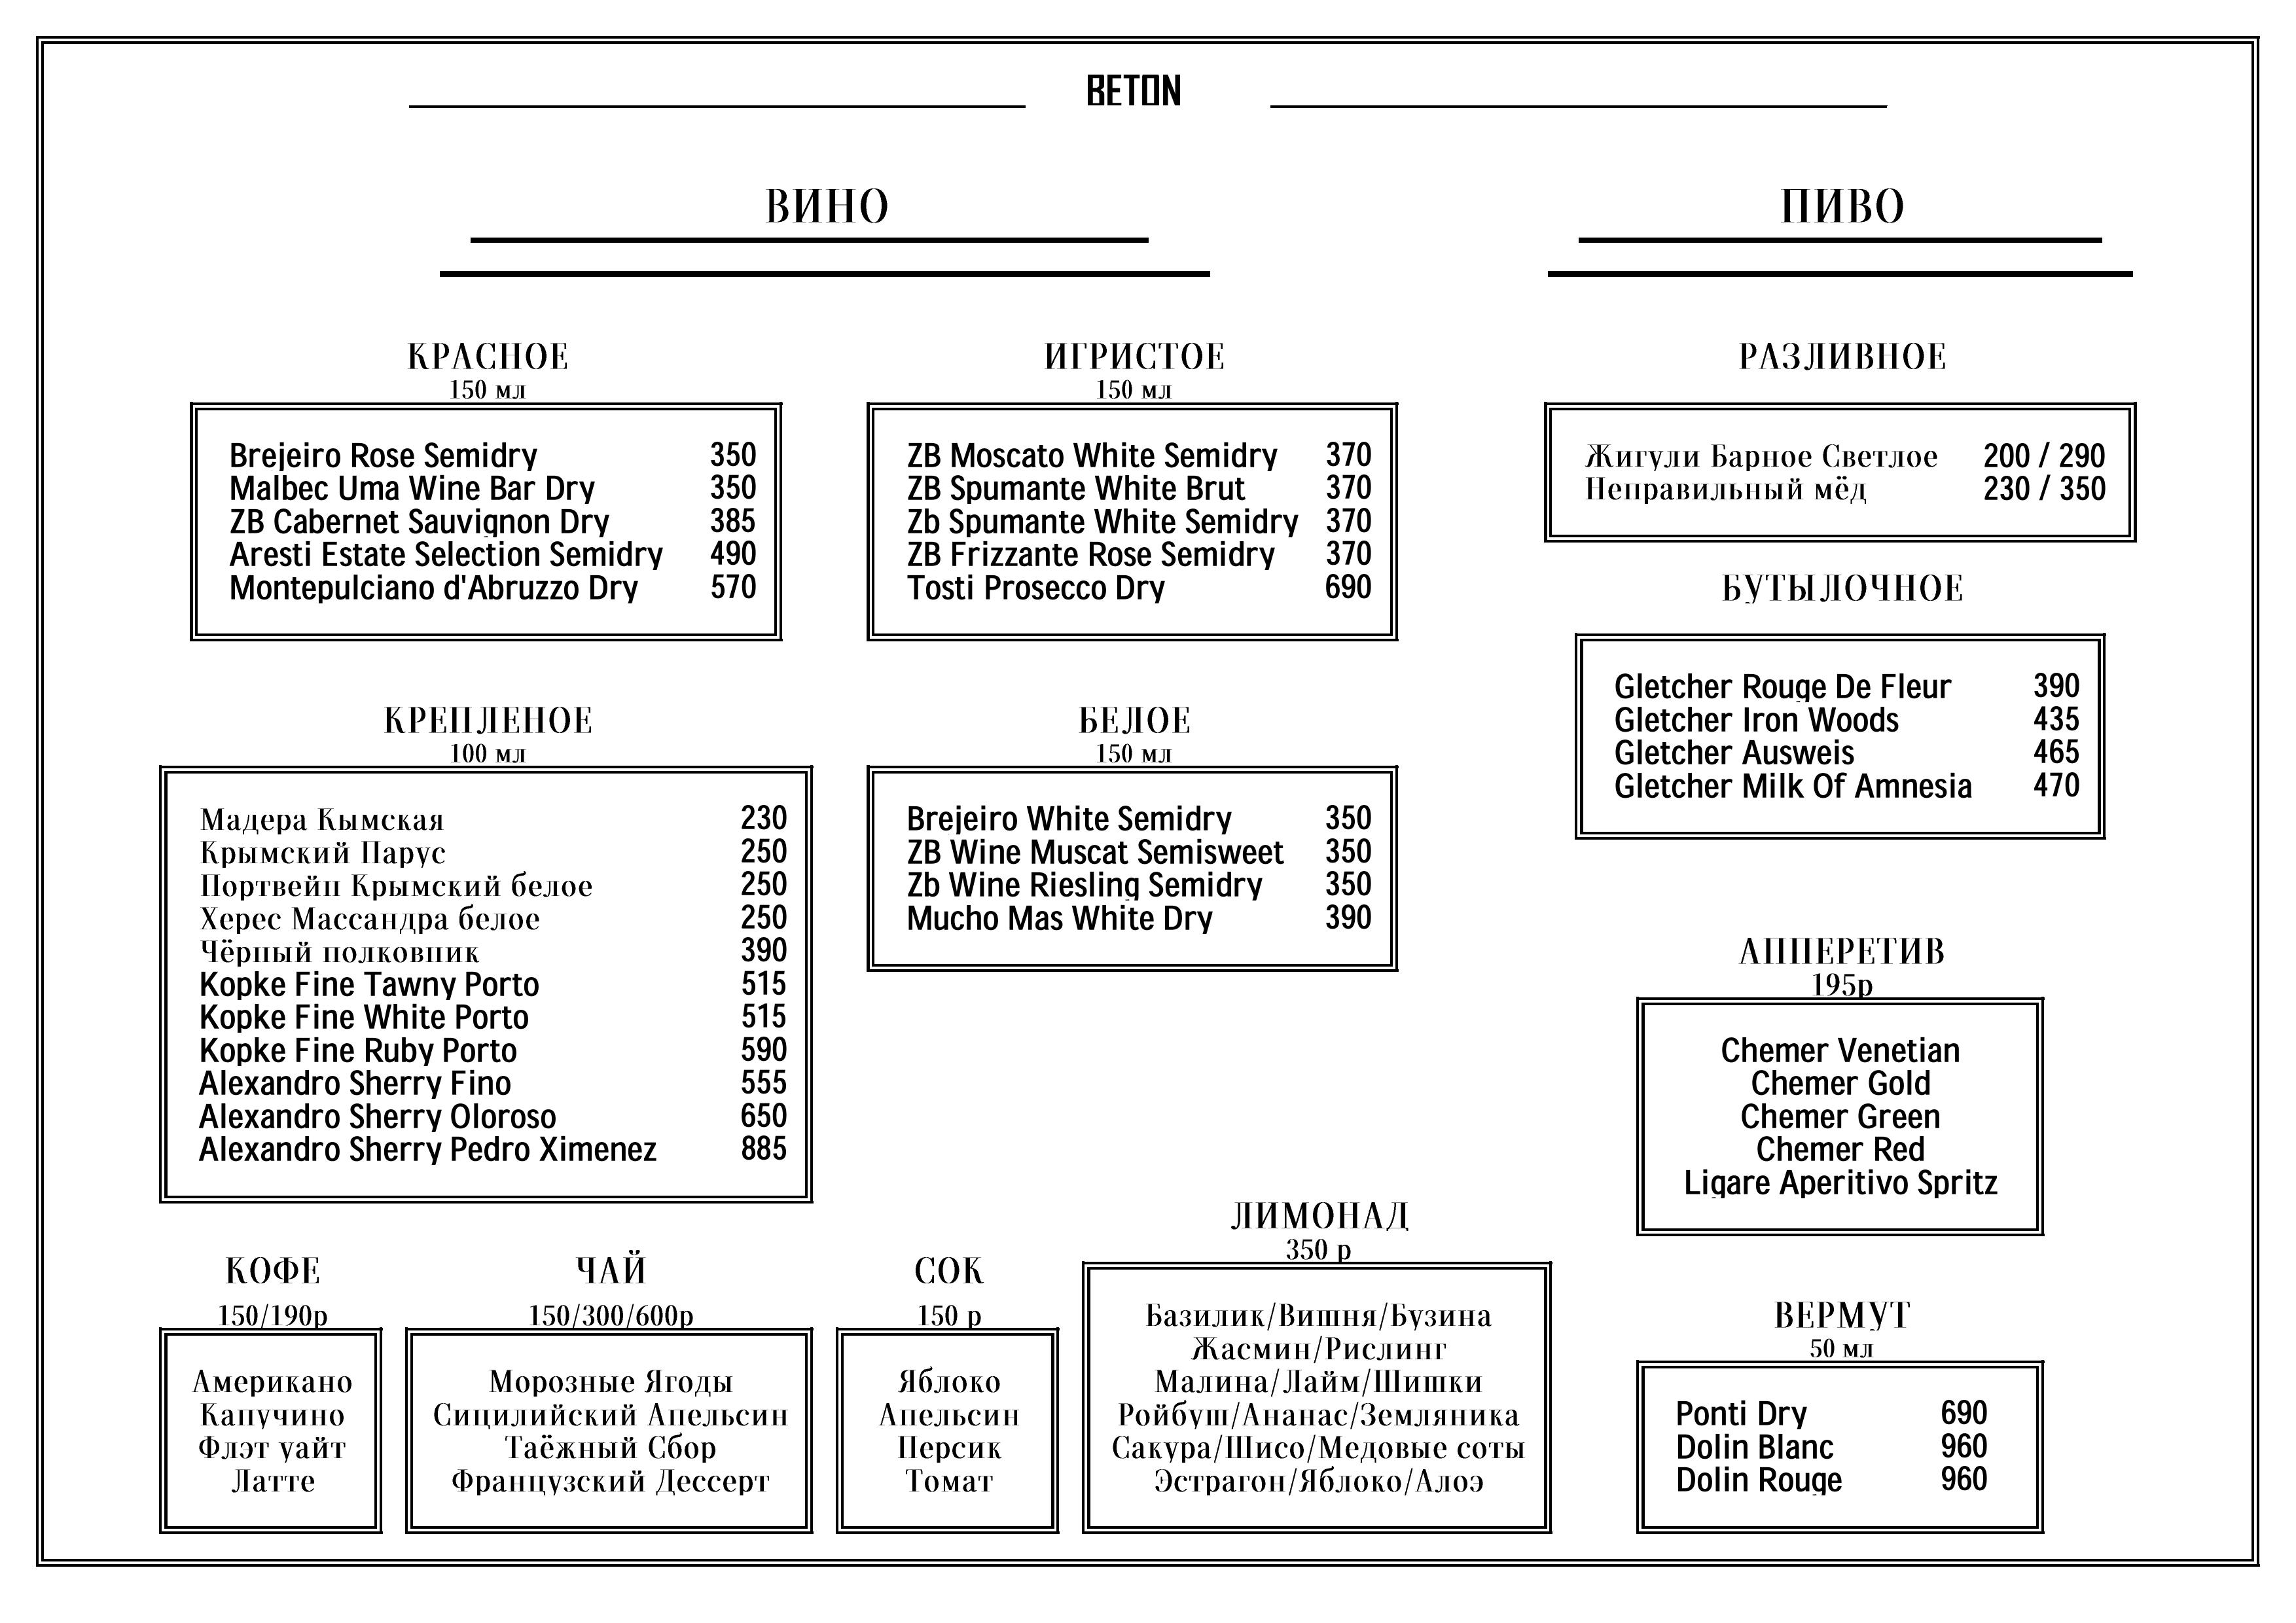 BETON
ВИНО
КРАСНОЕ
150 мл
Brejeiro Rose Semidry 350
Malbec Uma Wine Bar Dry 350
ZB Cabernet Sauvignon Dry 385
Aresti Estate Selection Semidry 490
Montepulciano d'Abruzzo Dry 570
ИГРИСТОЕ
150 мл
ZB Moscato White Semidry 370
ZB Spumante White Brut 370
Zb Spumante White Semidry 370
ZB Frizzante Rose Semidry 370
Tosti Prosecco Dry 690
КРЕПЛЕНОЕ
100 мл
Мадера Кымская 230
Крымский Парус 250
Портвейн Крымский белое 250
Херес Массандра белое 250
Чёрный полковник 390
Kopke Fine Tawny Porto 515
Kopke Fine White Porto 515
Kopke Fine Ruby Porto 590
Alexandro Sherry Fino 555
Alexandro Sherry Oloroso 650
Alexandro Sherry Pedro Ximenez 885
БЕЛОЕ
150 мл
Brejeiro White Semidry 350
ZB Wine Muscat Semisweet 350
Zb Wine Riesling Semidry 350
Mucho Mas White Dry 390
ПИВО
РАЗЛИВНОЕ
Жигули Барное Светлое 200 / 290
Неправильный мёд 230 / 350
БУТЫЛОЧНОЕ
Gletcher Rouge De Fleur 390
Gletcher Iron Woods 435
Gletcher Ausweis 465
Gletcher Milk Of Amnesia 470
АППЕРЕТИВ
195р
Chemer Venetian
Chemer Gold
Chemer Green
Chemer Red
Ligare Aperitivo Spritz
КОФЕ
150/190р
Американо
Капучино
Флэт уайт
Латте
ЧАЙ
150/300/600р
Морозные Ягоды
Сицилийский Апельсин
Таёжный Сбор
Французский Дессерт
СОК
150 р
Яблоко
Апельсин
Персик
Томат
ЛИМОНАД
350 р
Базилик/Вишня/Бузина
Жасмин/Рислинг
Малина/Лайм/Шишки
Ройбуш/Ананас/Земляника
Сакура/Шисо/Медовые соты
Эстрагон/Яблоко/Алоэ
ВЕРМУТ
50 мл
Ponti Dry 690
Dolin Blanc 960
Dolin Rouge 960